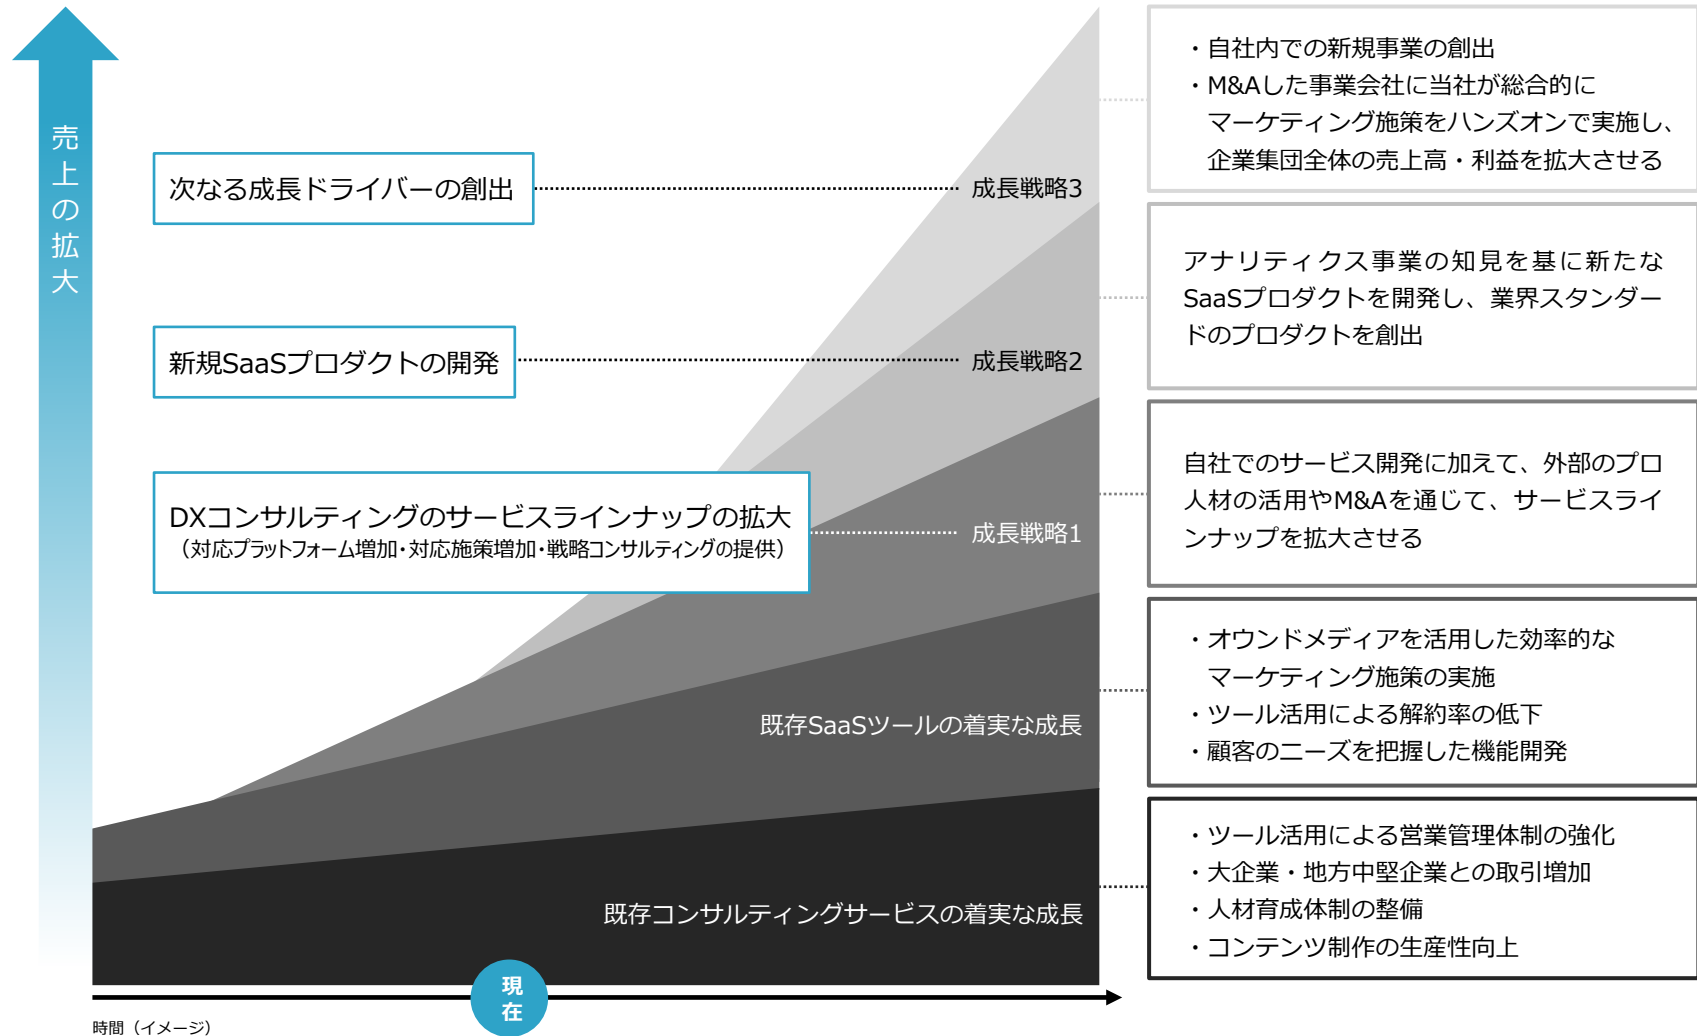 売上の拡大
次なる成長ドライバーの創出
成長戦略3
新規SaaSプロダクトの開発
成長戦略2
DXコンサルティングのサービスラインナップの拡大
（対応プラットフォーム増加・対応施策増加・戦略コンサルティングの提供）
成長戦略1
既存SaaSツールの着実な成長
既存コンサルティングサービスの着実な成長
・自社内での新規事業の創出
・M&Aした事業会社に当社が総合的に
マーケティング施策をハンズオンで実施し、
企業集団全体の売上高・利益を拡大させる
アナリティクス事業の知見を基に新たな
SaaSプロダクトを開発し、業界スタンダー
ドのプロダクトを創出
自社でのサービス開発に加えて、外部のプロ
人材の活用やM&Aを通じて、サービスライ
ンナップを拡大させる
・オウンドメディアを活用した効率的な
マーケティング施策の実施
・ツール活用による解約率の低下
・顧客のニーズを把握した機能開発
・ツール活用による営業管理体制の強化
・大企業・地方中堅企業との取引増加
・人材育成体制の整備
・コンテンツ制作の生産性向上
現在
時間（イメージ）